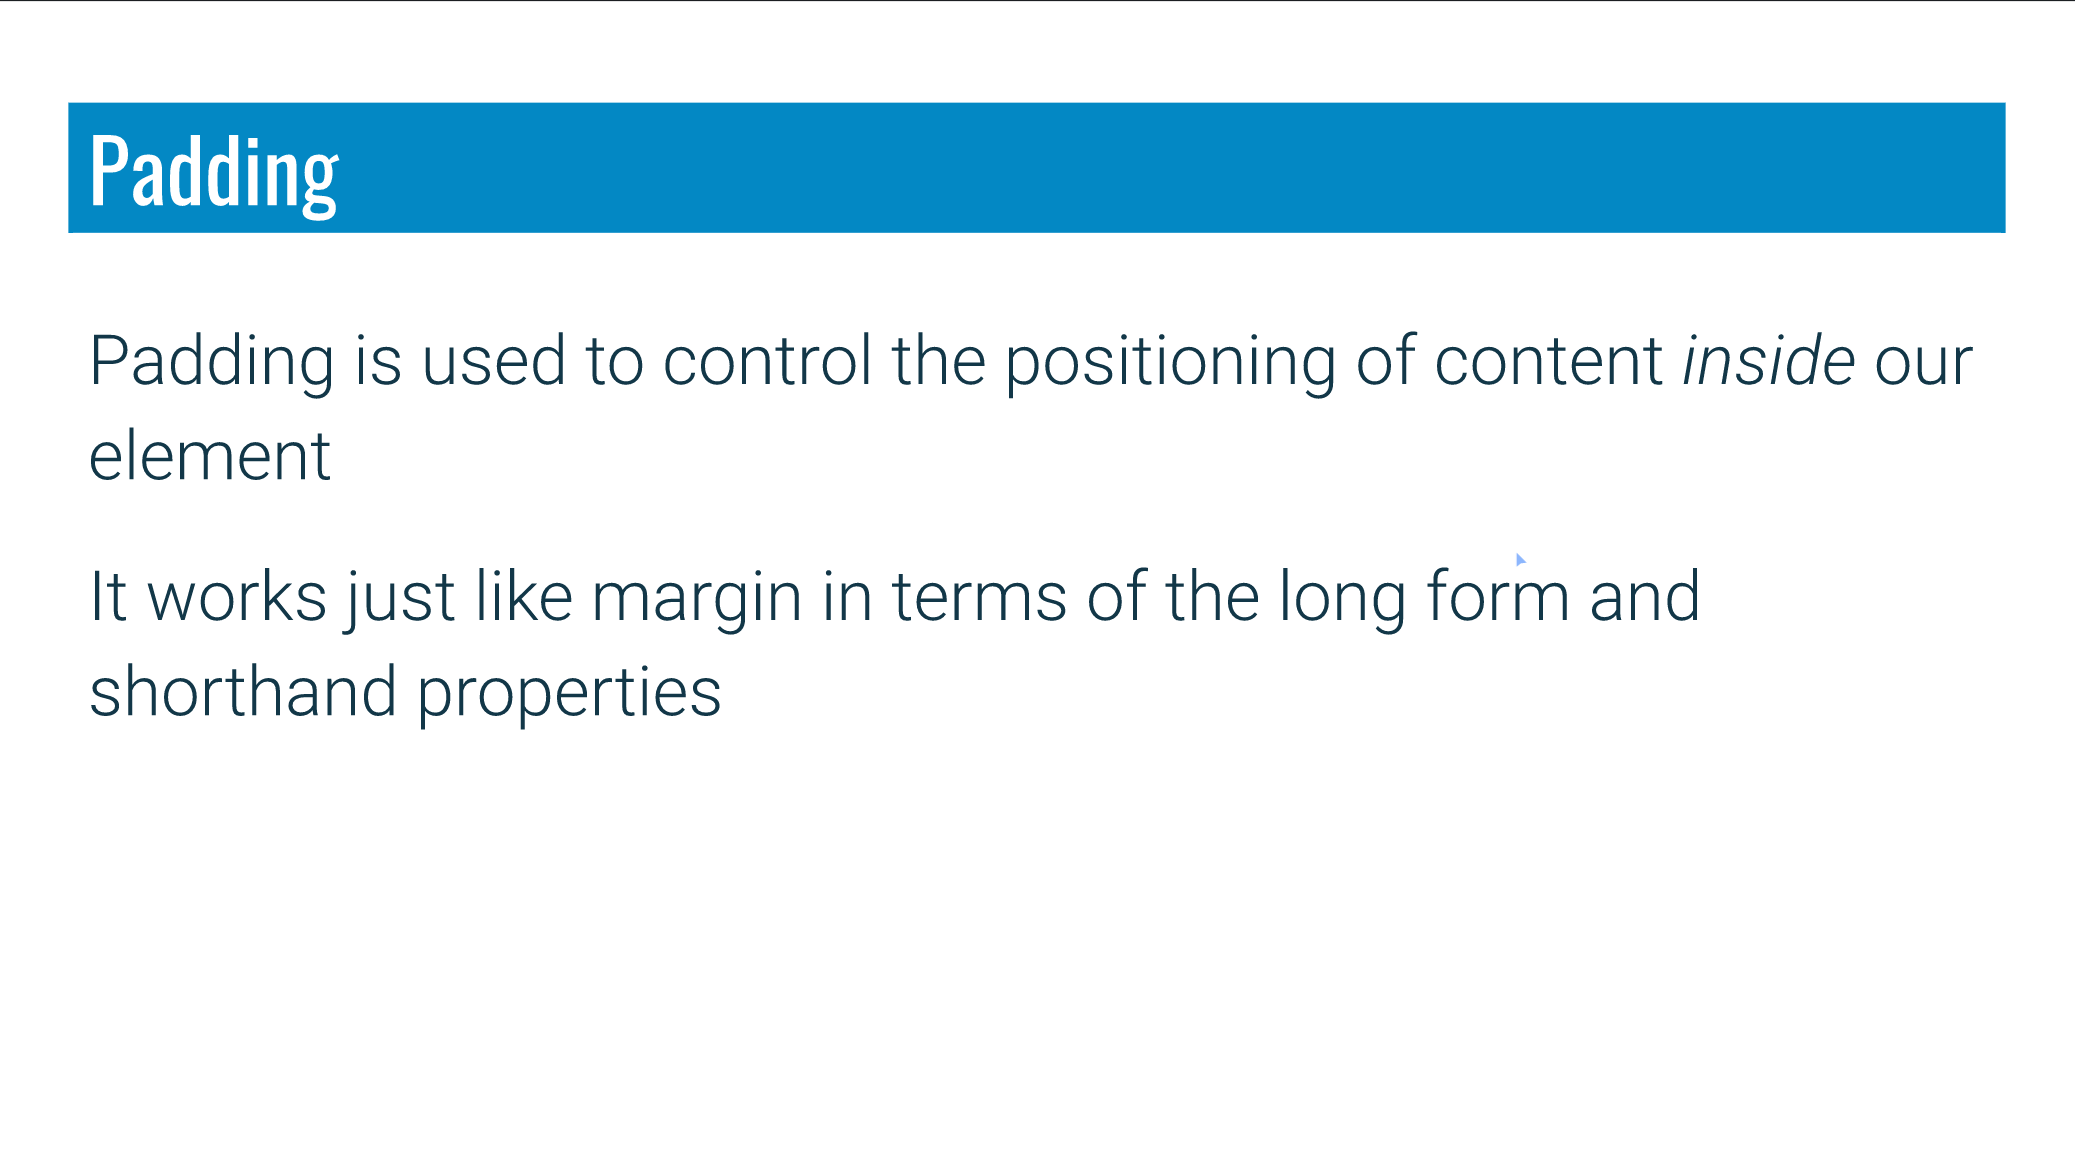 Padding
Padding is used to control the positioning of content inside our
element
It works just like margin in terms of the long form and
shorthand properties